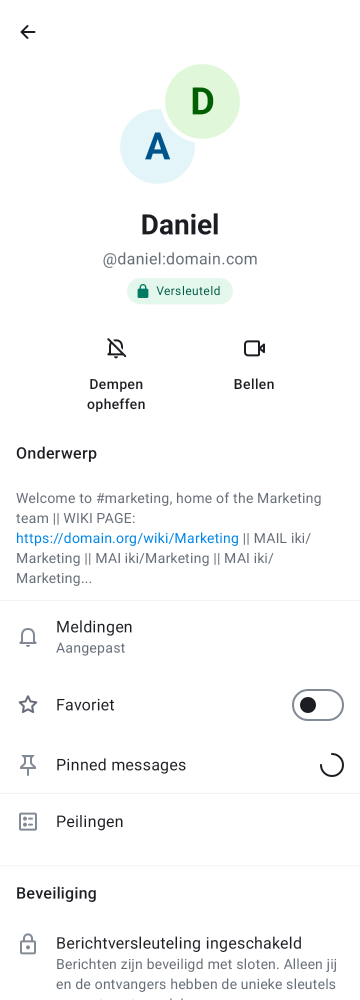 D
A
Daniel
@daniel:domain.com
Versleuteld
Dempen
opheffen
Bellen
Onderwerp
Welcome to #marketing, home of the Marketing
team || WIKI PAGE:
https://domain.org/wiki/Marketing || MAIL iki/
Marketing || MAI iki/Marketing || MAI iki/
Marketing...
Meldingen
Aangepast
Favoriet
Pinned messages
Peilingen
Beveiliging
Berichtversleuteling ingeschakeld
Berichten zijn beveiligd met sloten. Alleen jij
en de ontvangers hebben de unieke sleutels